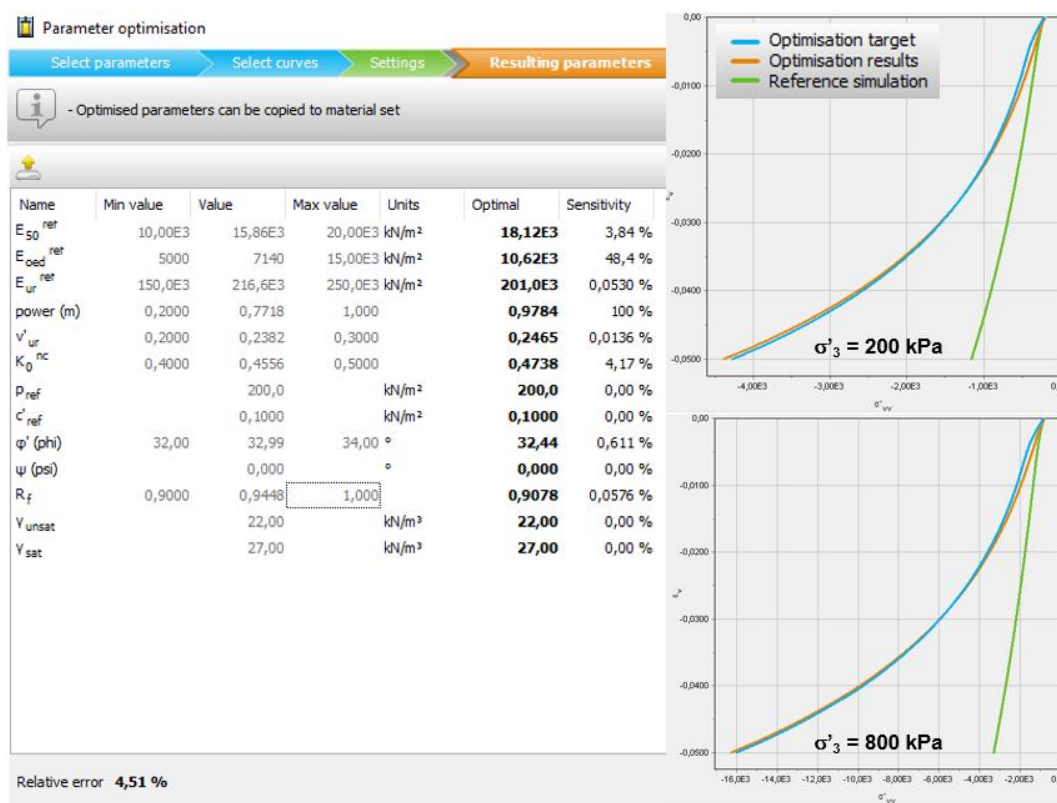 Parameter optimisation
Select parameters Select curves Settings Resulting parameters
- Optimised parameters can be copied to material set
Name Min value Value Max value Units Optimal Sensitivity
E50 ref 10,00E3 15,86E3 20,00E3 kN/m² 18,12E3 3,84 %
Eoed ref 5000 7140 15,00E3 kN/m² 10,62E3 48,4 %
Eur ref 150,0E3 216,6E3 250,0E3 kN/m² 201,0E3 0,0530 %
power (m) 0,2000 0,7718 1,000 0,9784 100 %
ν'ur 0,2000 0,2382 0,3000 0,2465 0,0136 %
K0 nc 0,4000 0,4556 0,5000 0,4738 4,17 %
Pref 200,0 kN/m² 200,0 0,00 %
c'ref 0,1000 kN/m² 0,1000 0,00 %
φ' (phi) 32,00 32,99 34,00 ° 32,44 0,611 %
ψ (psi) 0,000 ° 0,000 0,00 %
Rf 0,9000 0,9448 1,000 0,9078 0,0576 %
γunsat 22,00 kN/m³ 22,00 0,00 %
γsat 27,00 kN/m³ 27,00 0,00 %
Relative error 4,51 %
0,00
Optimisation target
Optimisation results
Reference simulation
-0,0100
-0,0200
-0,0300
-0,0400
-0,0500
σ'3 = 200 kPa
-4,00E3 -3,00E3 -2,00E3 -1,00E3
σ'yy
0,00
-0,0100
-0,0200
-0,0300
-0,0400
-0,0500
σ'3 = 800 kPa
-16,0E3 -14,0E3 -12,0E3 -10,0E3 -8,00E3 -6,00E3 -4,00E3 -2,00E3
σ'yy